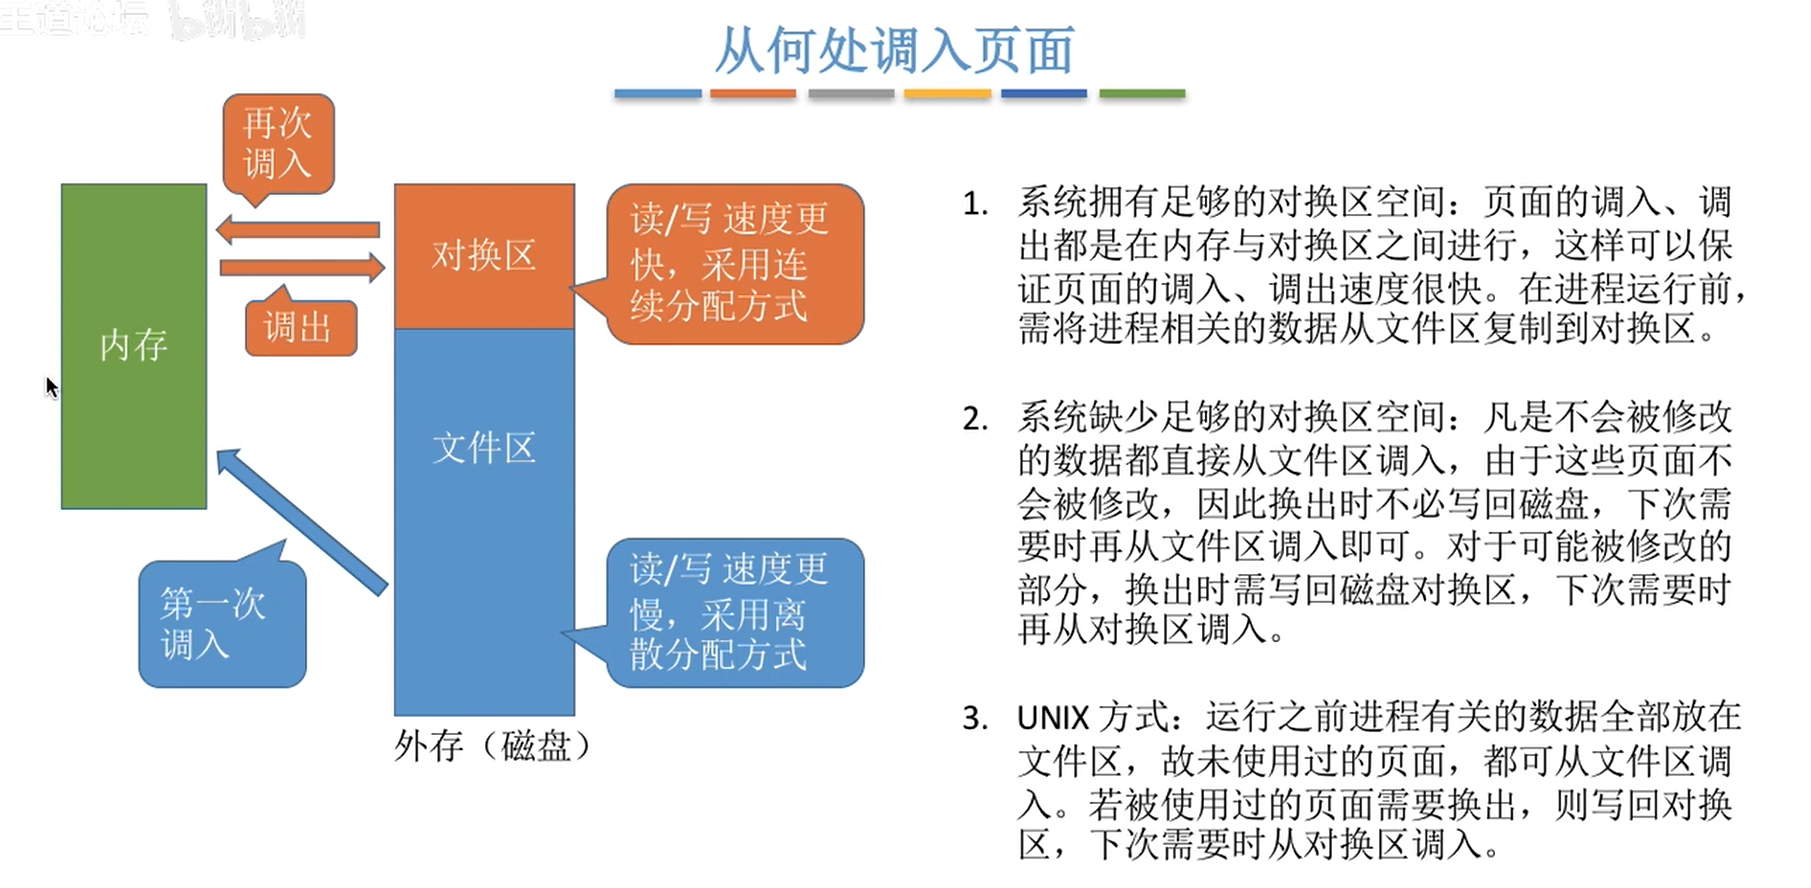 王道论坛 bilibili
从何处调入页面
再次
调入
内存
调出
对换区
读/写 速度更
快，采用连
续分配方式
文件区
第一次
调入
读/写 速度更
慢，采用离
散分配方式
外存（磁盘）
1. 系统拥有足够的对换区空间：页面的调入、调
出都是在内存与对换区之间进行，这样可以保
证页面的调入、调出速度很快。在进程运行前，
需将进程相关的数据从文件区复制到对换区。
2. 系统缺少足够的对换区空间：凡是不会被修改
的数据都直接从文件区调入，由于这些页面不
会被修改，因此换出时不必写回磁盘，下次需
要时再从文件区调入即可。对于可能被修改的
部分，换出时需写回磁盘对换区，下次需要时
再从对换区调入。
3. UNIX 方式：运行之前进程有关的数据全部放在
文件区，故未使用过的页面，都可从文件区调
入。若被使用过的页面需要换出，则写回对换
区，下次需要时从对换区调入。